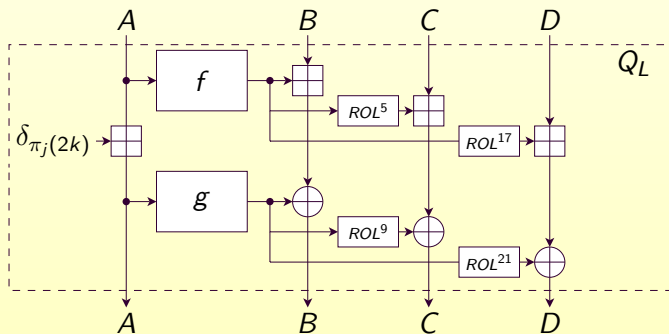 A B C D
Q_L
f
ROL^5
δ_{π_j(2k)} ROL^17
g
ROL^9
ROL^21
A B C D